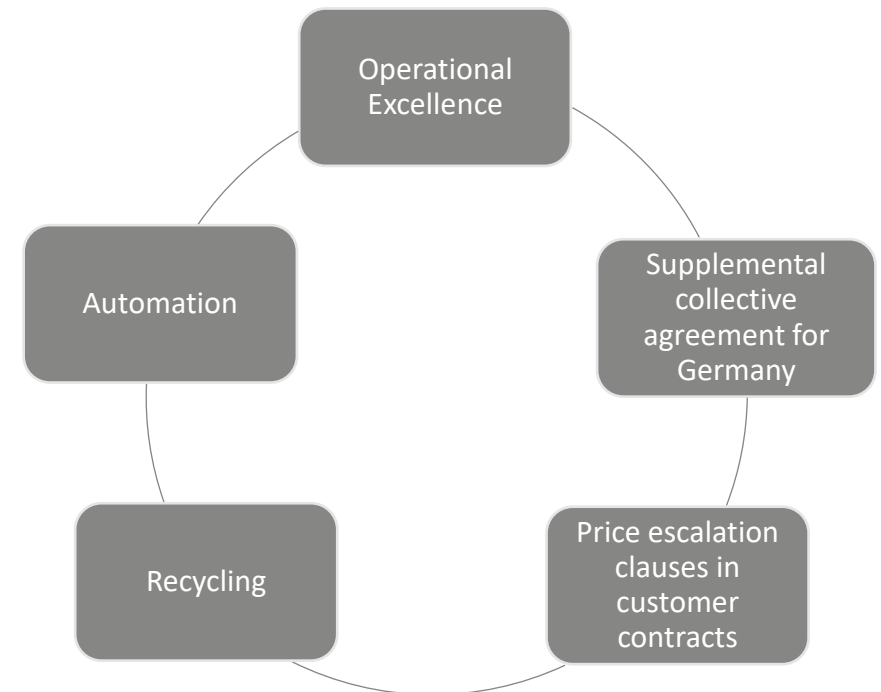 Operational
Excellence
Supplemental
collective
agreement for
Germany
Price escalation
clauses in
customer
contracts
Recycling
Automation